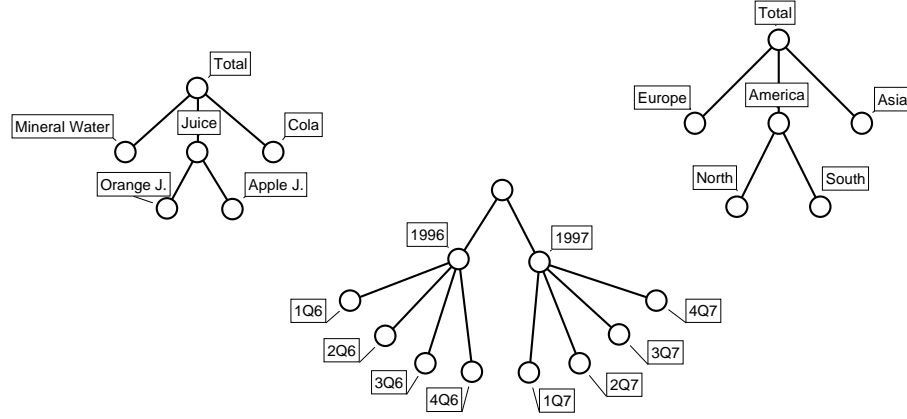 Total
Mineral Water
Juice
Cola
Orange J.
Apple J.
Total
Europe
America
Asia
North
South
1996
1997
1Q6
2Q6
3Q6
4Q6
1Q7
2Q7
3Q7
4Q7